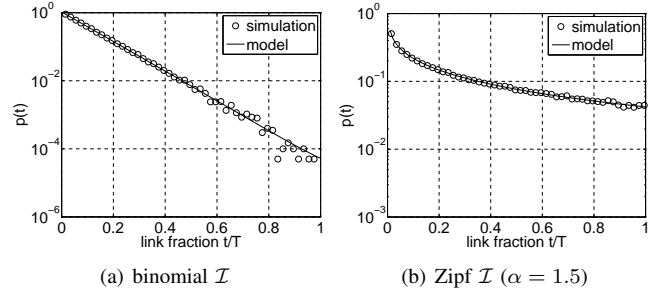 10^0
10^-2
10^-4
10^-6
p(t)
0 0.2 0.4 0.6 0.8 1
link fraction t/T
simulation
model
(a) binomial 𝓘
10^0
10^-1
10^-2
10^-3
p(t)
0 0.2 0.4 0.6 0.8 1
link fraction t/T
simulation
model
(b) Zipf 𝓘 (α = 1.5)